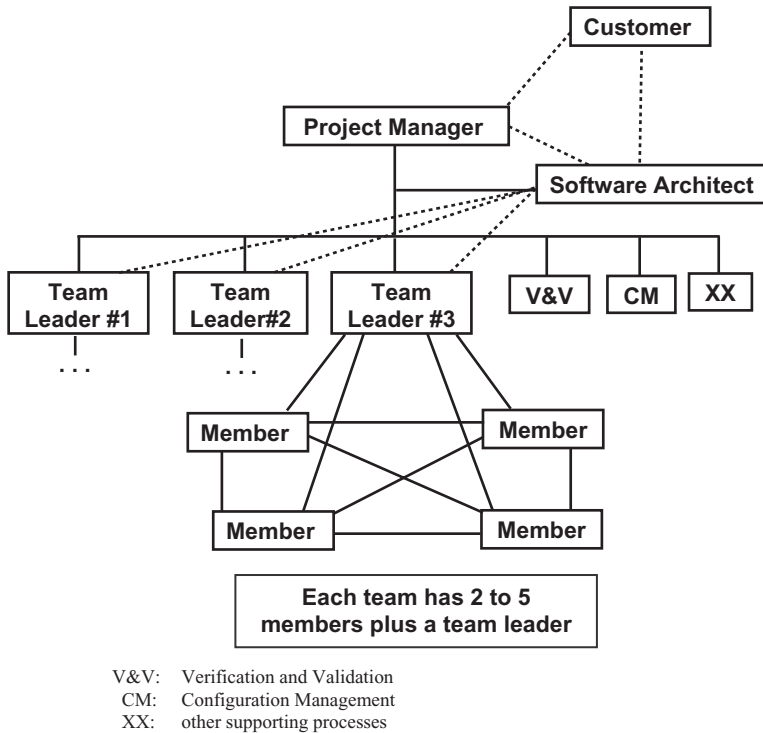 Customer
Project Manager
Software Architect
Team
Leader #1
Team
Leader#2
Team
Leader #3
V&V
CM
XX
. . .
. . .
Member
Member
Member
Member
Each team has 2 to 5
members plus a team leader
V&V: Verification and Validation
CM: Configuration Management
XX: other supporting processes